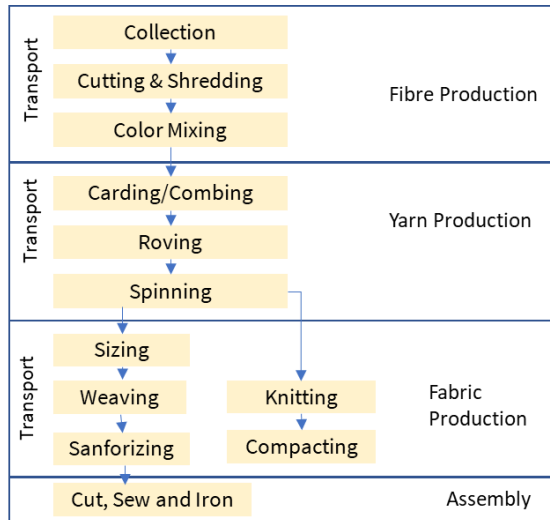 Transport
Collection
Cutting & Shredding
Color Mixing
Fibre Production
Transport
Carding/Combing
Roving
Spinning
Yarn Production
Transport
Sizing
Weaving
Sanforizing
Knitting
Compacting
Fabric
Production
Cut, Sew and Iron
Assembly